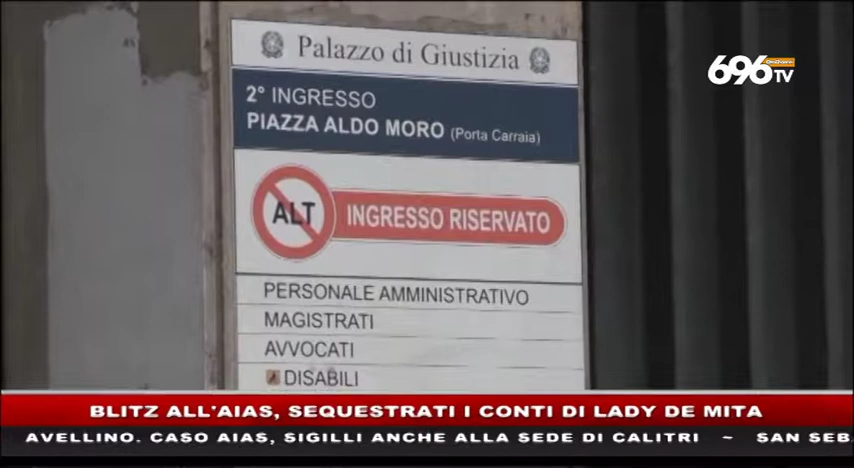 Palazzo di Giustizia
696 TV
2° INGRESSO
PIAZZA ALDO MORO (Porta Carraia)
ALT INGRESSO RISERVATO
PERSONALE AMMINISTRATIVO
MAGISTRATI
AVVOCATI
DISABILI
BLITZ ALL'AIAS, SEQUESTRATI I CONTI DI LADY DE MITA
AVELLINO. CASO AIAS, SIGILLI ANCHE ALLA SEDE DI CALITRI ~ SAN SEB